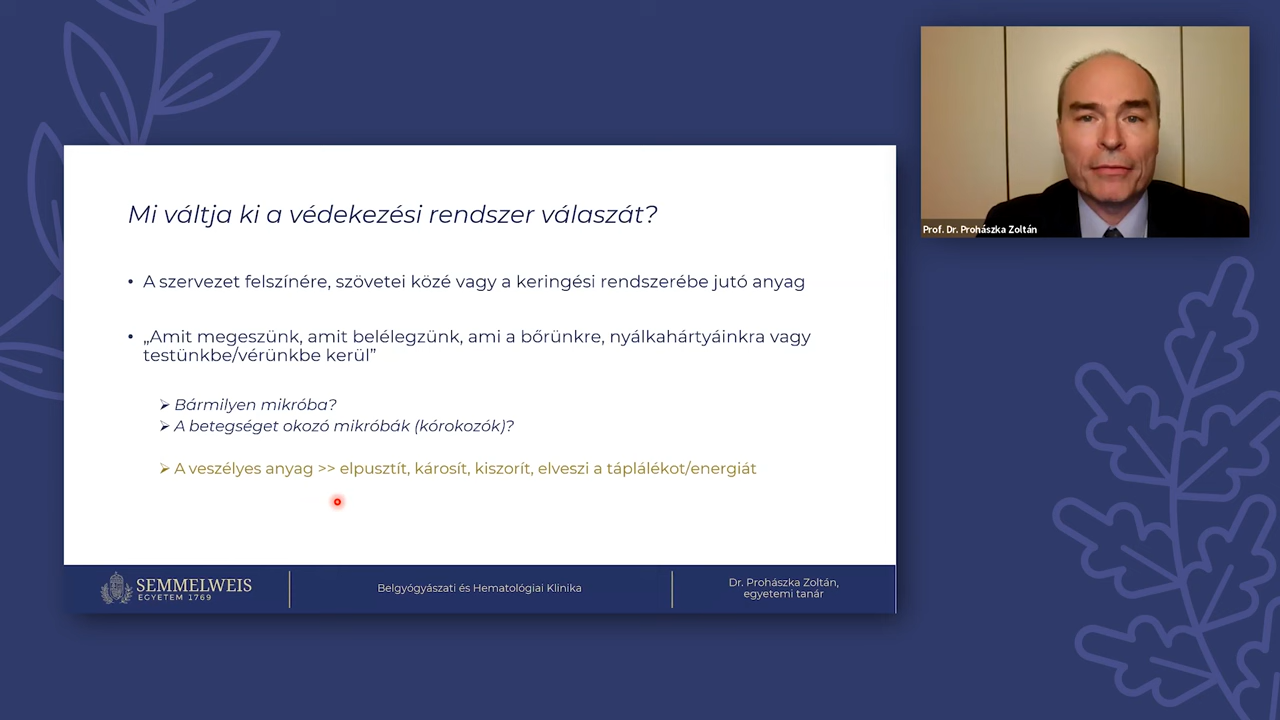 Mi váltja ki a védekezési rendszer válaszát?
• A szervezet felszínére, szövetei közé vagy a keringési rendszerébe jutó anyag
• „Amit megeszünk, amit belélegzünk, ami a bőrünkre, nyálkahártyáinkra vagy
testünkbe/vérünkbe kerül”
➢ Bármilyen mikróba?
➢ A betegséget okozó mikróbák (kórokozók)?
➢ A veszélyes anyag >> elpusztít, károsít, kiszorít, elveszi a táplálékot/energiát
SEMMELWEIS
EGYETEM 1769
Belgyógyászati és Hematológiai Klinika
Dr. Prohászka Zoltán,
egyetemi tanár
Prof. Dr. Prohászka Zoltán